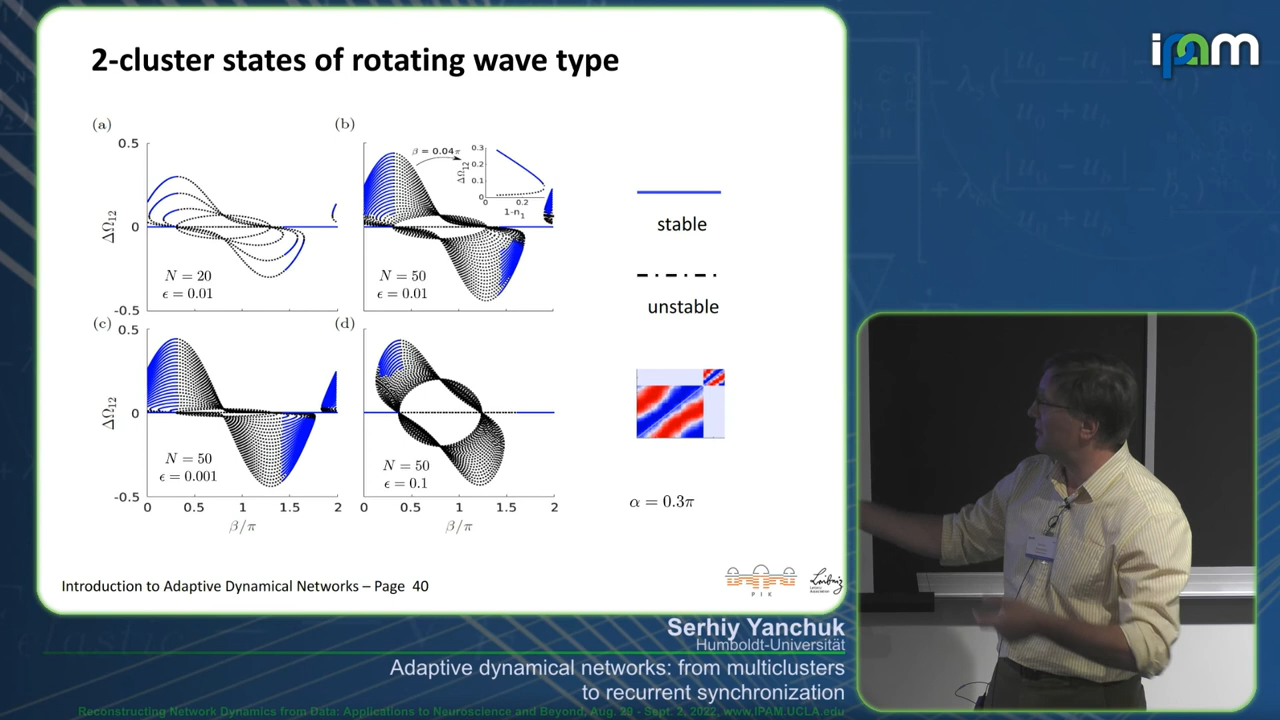 2-cluster states of rotating wave type
ipam
(a)
(b)
0.5
0
-0.5
ΔΩ12
N = 20
ϵ = 0.01
β = 0.04π
0.3
0.2
0.1
0
ΔΩ12
0
0.2
1-n1
N = 50
ϵ = 0.01
stable
unstable
(c)
(d)
0.5
0
-0.5
ΔΩ12
N = 50
ϵ = 0.001
N = 50
ϵ = 0.1
0 0.5 1 1.5 2
0 0.5 1 1.5 2
β/π
β/π
α = 0.3π
Introduction to Adaptive Dynamical Networks – Page 40
P I K
Leibniz
Serhiy Yanchuk
Humboldt-Universität
Adaptive dynamical networks: from multiclusters
to recurrent synchronization
Reconstructing Network Dynamics from Data: Applications to Neuroscience and Beyond, Aug. 29 - Sept. 2, 2022, www.IPAM.UCLA.edu